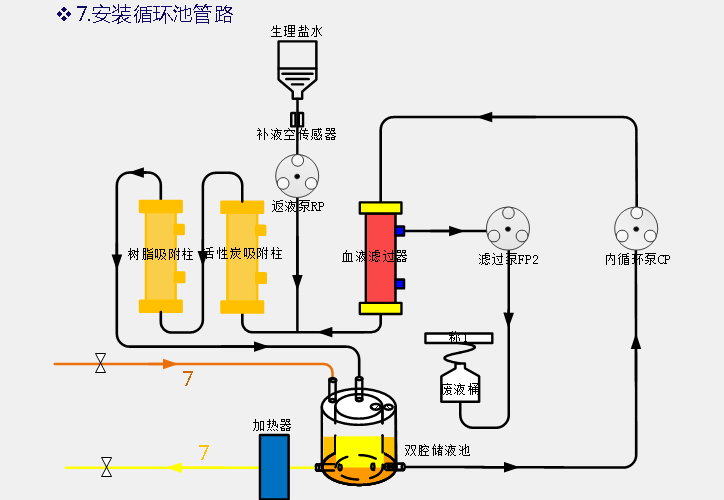 ❖ 7.安装循环池管路
生理盐水
补液空传感器
返液泵RP
树脂吸附柱
活性炭吸附柱
血液滤过器
滤过泵FP2
内循环泵CP
称1
7
废液桶
加热器
7
双腔储液池